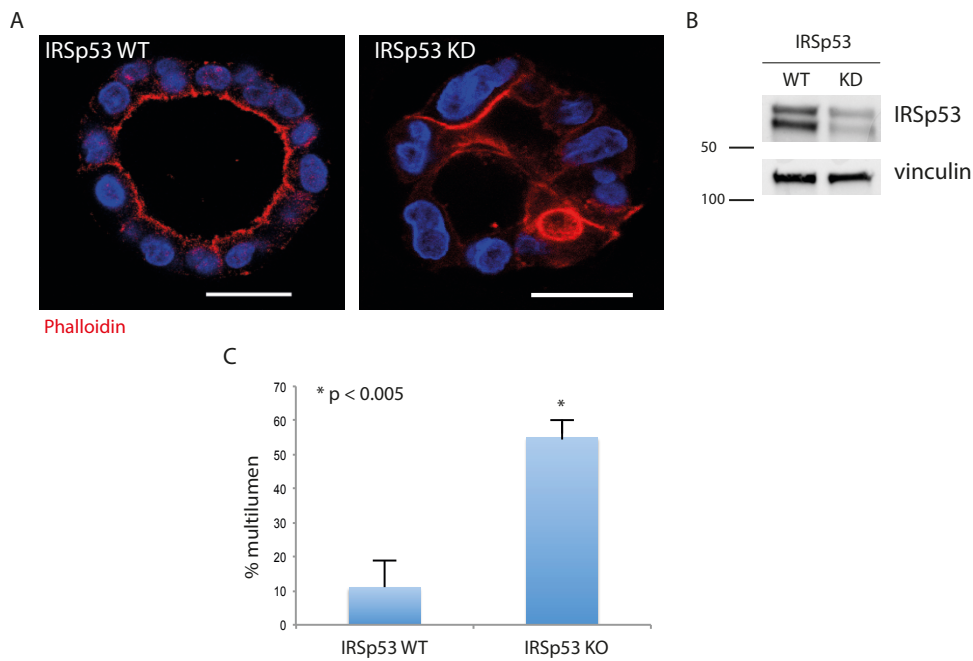 A
IRSp53 WT
IRSp53 KD
Phalloidin
B
IRSp53
WT KD
IRSp53
50
vinculin
100
C
* p < 0.005
*
% multilumen
70
60
50
40
30
20
10
0
IRSp53 WT
IRSp53 KO